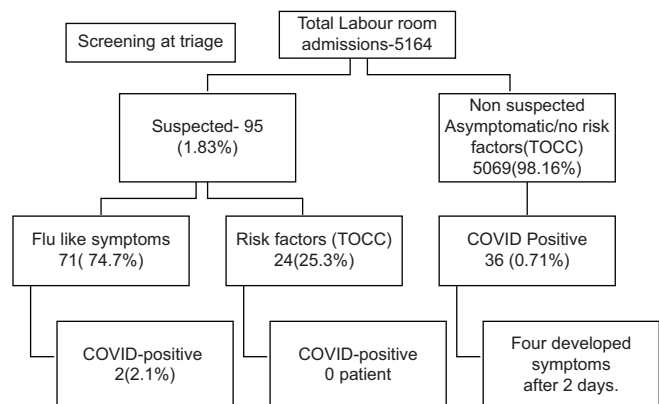 Screening at triage
Total Labour room
admissions-5164
Suspected- 95
(1.83%)
Non suspected
Asymptomatic/no risk
factors(TOCC)
5069(98.16%)
Flu like symptoms
71( 74.7%)
Risk factors (TOCC)
24(25.3%)
COVID Positive
36 (0.71%)
COVID-positive
2(2.1%)
COVID-positive
0 patient
Four developed
symptoms
after 2 days.